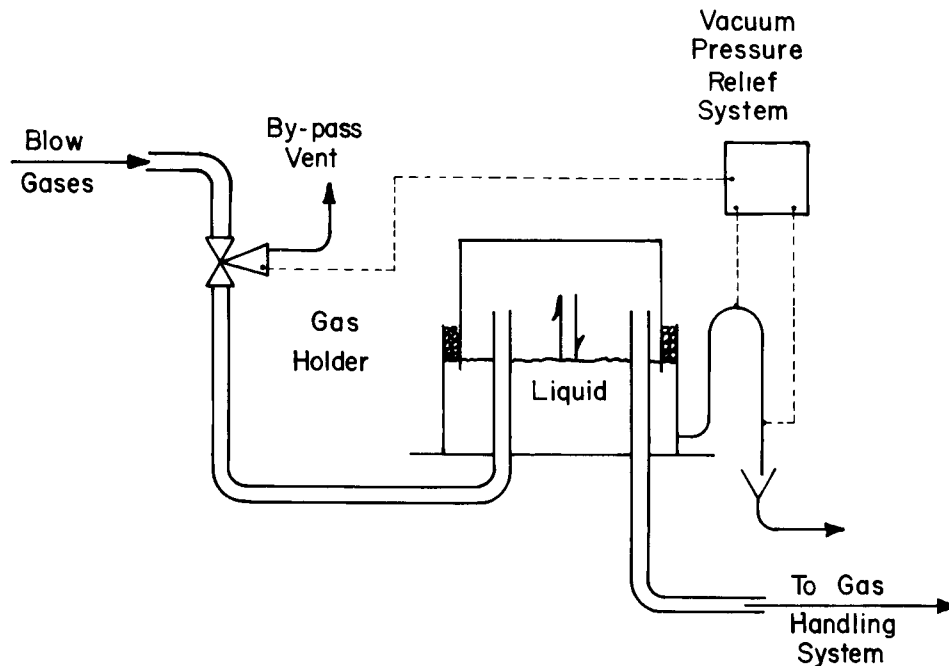 Vacuum
Pressure
Relief
System
By-pass
Vent
Blow
Gases
Gas
Holder
Liquid
To Gas
Handling
System